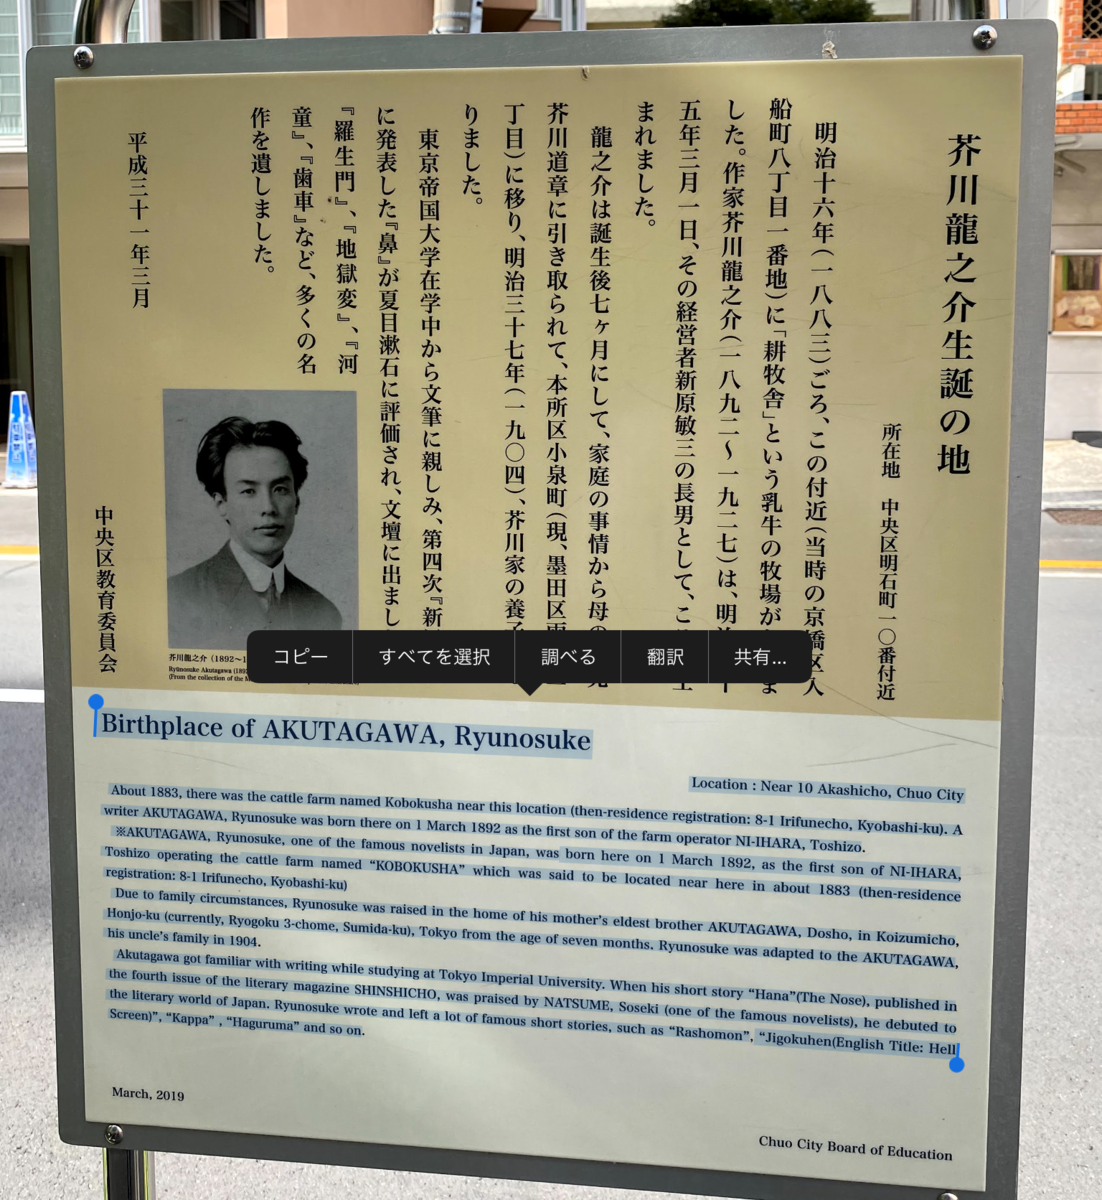 芥川龍之介生誕の地
所在地　中央区明石町一〇番付近
明治十六年(一八八三)ごろ、この付近(当時の京橋区入
船町八丁目一番地)に「耕牧舎」という乳牛の牧場が ま
した。作家芥川龍之介(一八九二〜一九二七)は、明
五年三月一日、その経営者新原敏三の長男として、こ
まれました。
龍之介は誕生後七ヶ月にして、家庭の事情から母の
芥川道章に引き取られて、本所区小泉町(現、墨田区
丁目)に移り、明治三十七年(一九〇四)、芥川家の養子
りました。
東京帝国大学在学中から文筆に親しみ、第四次『新
に発表した『鼻』が夏目漱石に評価され、文壇に出まし
『羅生門』、『地獄変』、『河
童』、『歯車』など、多くの名
作を遺しました。
平成三十一年三月
中央区教育委員会
芥川龍之介(1892〜1
Ryunosuke Akutagawa (189
(From the collection of the M
コピー
すべてを選択
調べる
翻訳
共有...
Birthplace of AKUTAGAWA, Ryunosuke
Location : Near 10 Akashicho, Chuo City
About 1883, there was the cattle farm named Kobokusha near this location (then-residence registration: 8-1 Irifunecho, Kyobashi-ku). A
writer AKUTAGAWA, Ryunosuke was born there on 1 March 1892 as the first son of the farm operator NI-IHARA, Toshizo.
※AKUTAGAWA, Ryunosuke, one of the famous novelists in Japan, was born here on 1 March 1892, as the first son of NI-IHARA,
Toshizo operating the cattle farm named “KOBOKUSHA” which was said to be located near here in about 1883 (then-residence
registration: 8-1 Irifunecho, Kyobashi-ku)
Due to family circumstances, Ryunosuke was raised in the home of his mother’s eldest brother AKUTAGAWA, Dosho, in Koizumicho,
Honjo-ku (currently, Ryogoku 3-chome, Sumida-ku), Tokyo from the age of seven months. Ryunosuke was adapted to the AKUTAGAWA,
his uncle’s family in 1904.
Akutagawa got familiar with writing while studying at Tokyo Imperial University. When his short story “Hana”(The Nose), published in
the fourth issue of the literary magazine SHINSHICHO, was praised by NATSUME, Soseki (one of the famous novelists), he debuted to
the literary world of Japan. Ryunosuke wrote and left a lot of famous short stories, such as “Rashomon”, “Jigokuhen(English Title: Hell
Screen)”, “Kappa” , “Haguruma” and so on.
March, 2019
Chuo City Board of Education